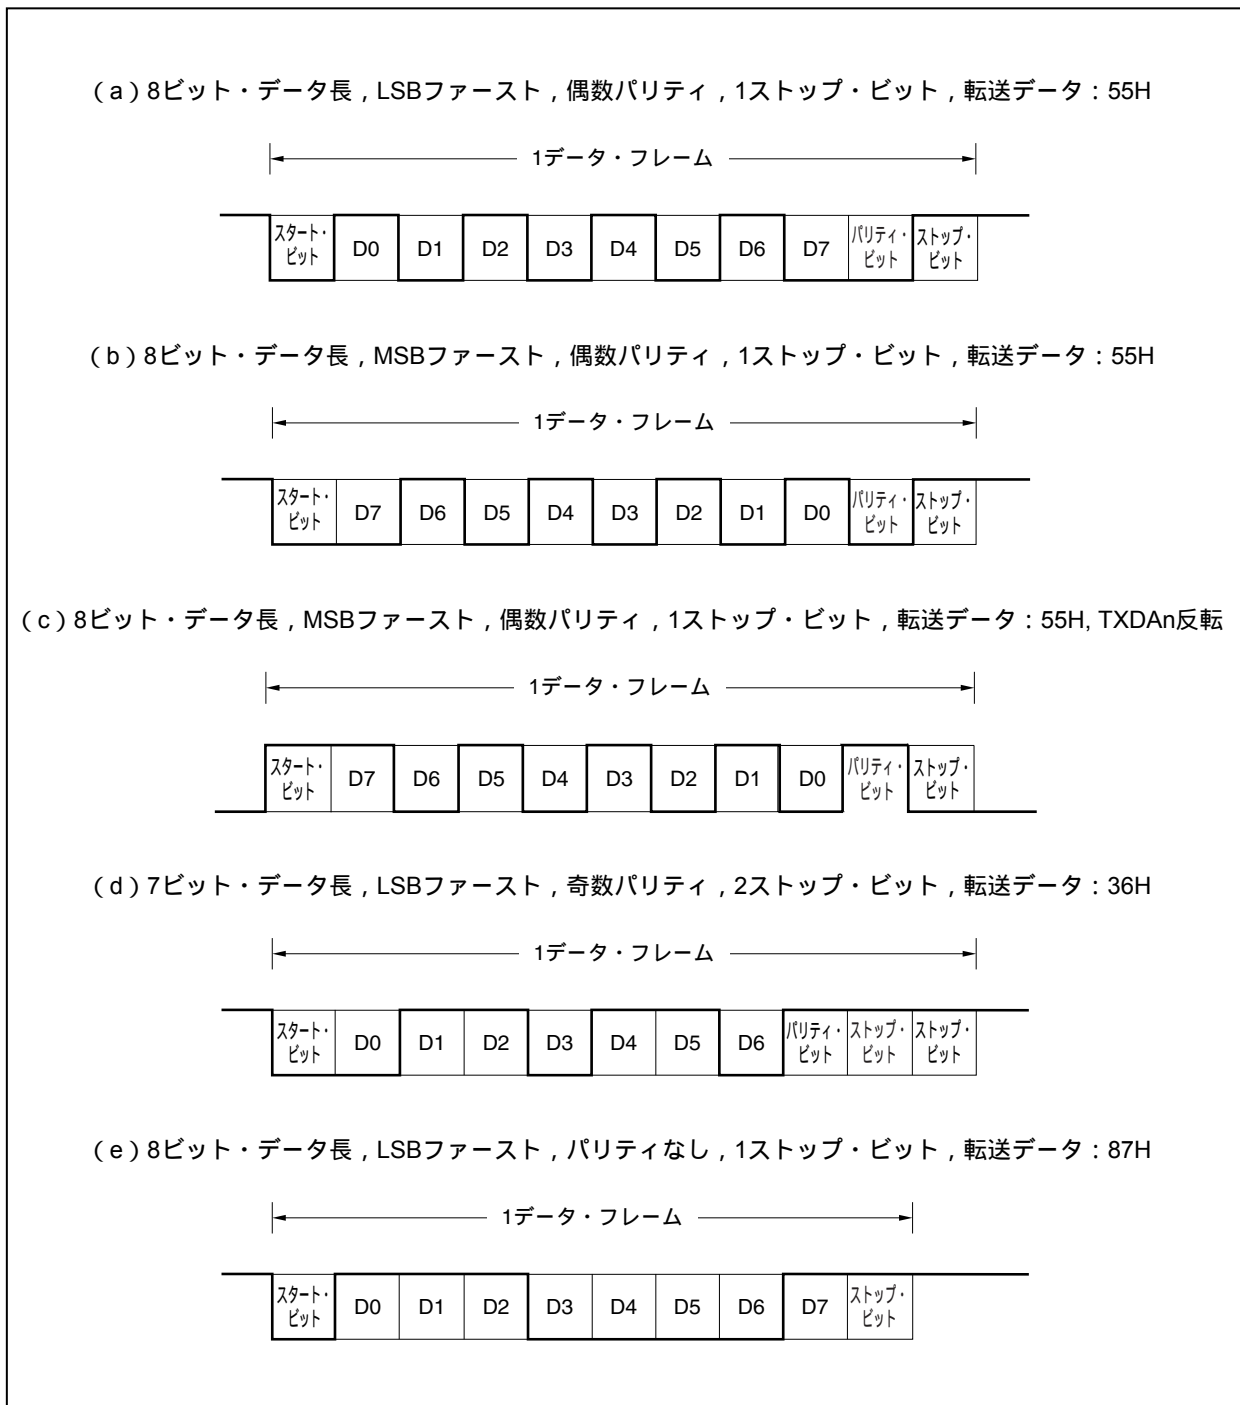 （a）8ビット・データ長，LSBファースト，偶数パリティ，1ストップ・ビット，転送データ：55H
1データ・フレーム
スタート・ビット D0 D1 D2 D3 D4 D5 D6 D7 パリティ・ビット ストップ・ビット
（b）8ビット・データ長，MSBファースト，偶数パリティ，1ストップ・ビット，転送データ：55H
1データ・フレーム
スタート・ビット D7 D6 D5 D4 D3 D2 D1 D0 パリティ・ビット ストップ・ビット
（c）8ビット・データ長，MSBファースト，偶数パリティ，1ストップ・ビット，転送データ：55H, TXDAn反転
1データ・フレーム
スタート・ビット D7 D6 D5 D4 D3 D2 D1 D0 パリティ・ビット ストップ・ビット
（d）7ビット・データ長，LSBファースト，奇数パリティ，2ストップ・ビット，転送データ：36H
1データ・フレーム
スタート・ビット D0 D1 D2 D3 D4 D5 D6 パリティ・ビット ストップ・ビット ストップ・ビット
（e）8ビット・データ長，LSBファースト，パリティなし，1ストップ・ビット，転送データ：87H
1データ・フレーム
スタート・ビット D0 D1 D2 D3 D4 D5 D6 D7 ストップ・ビット